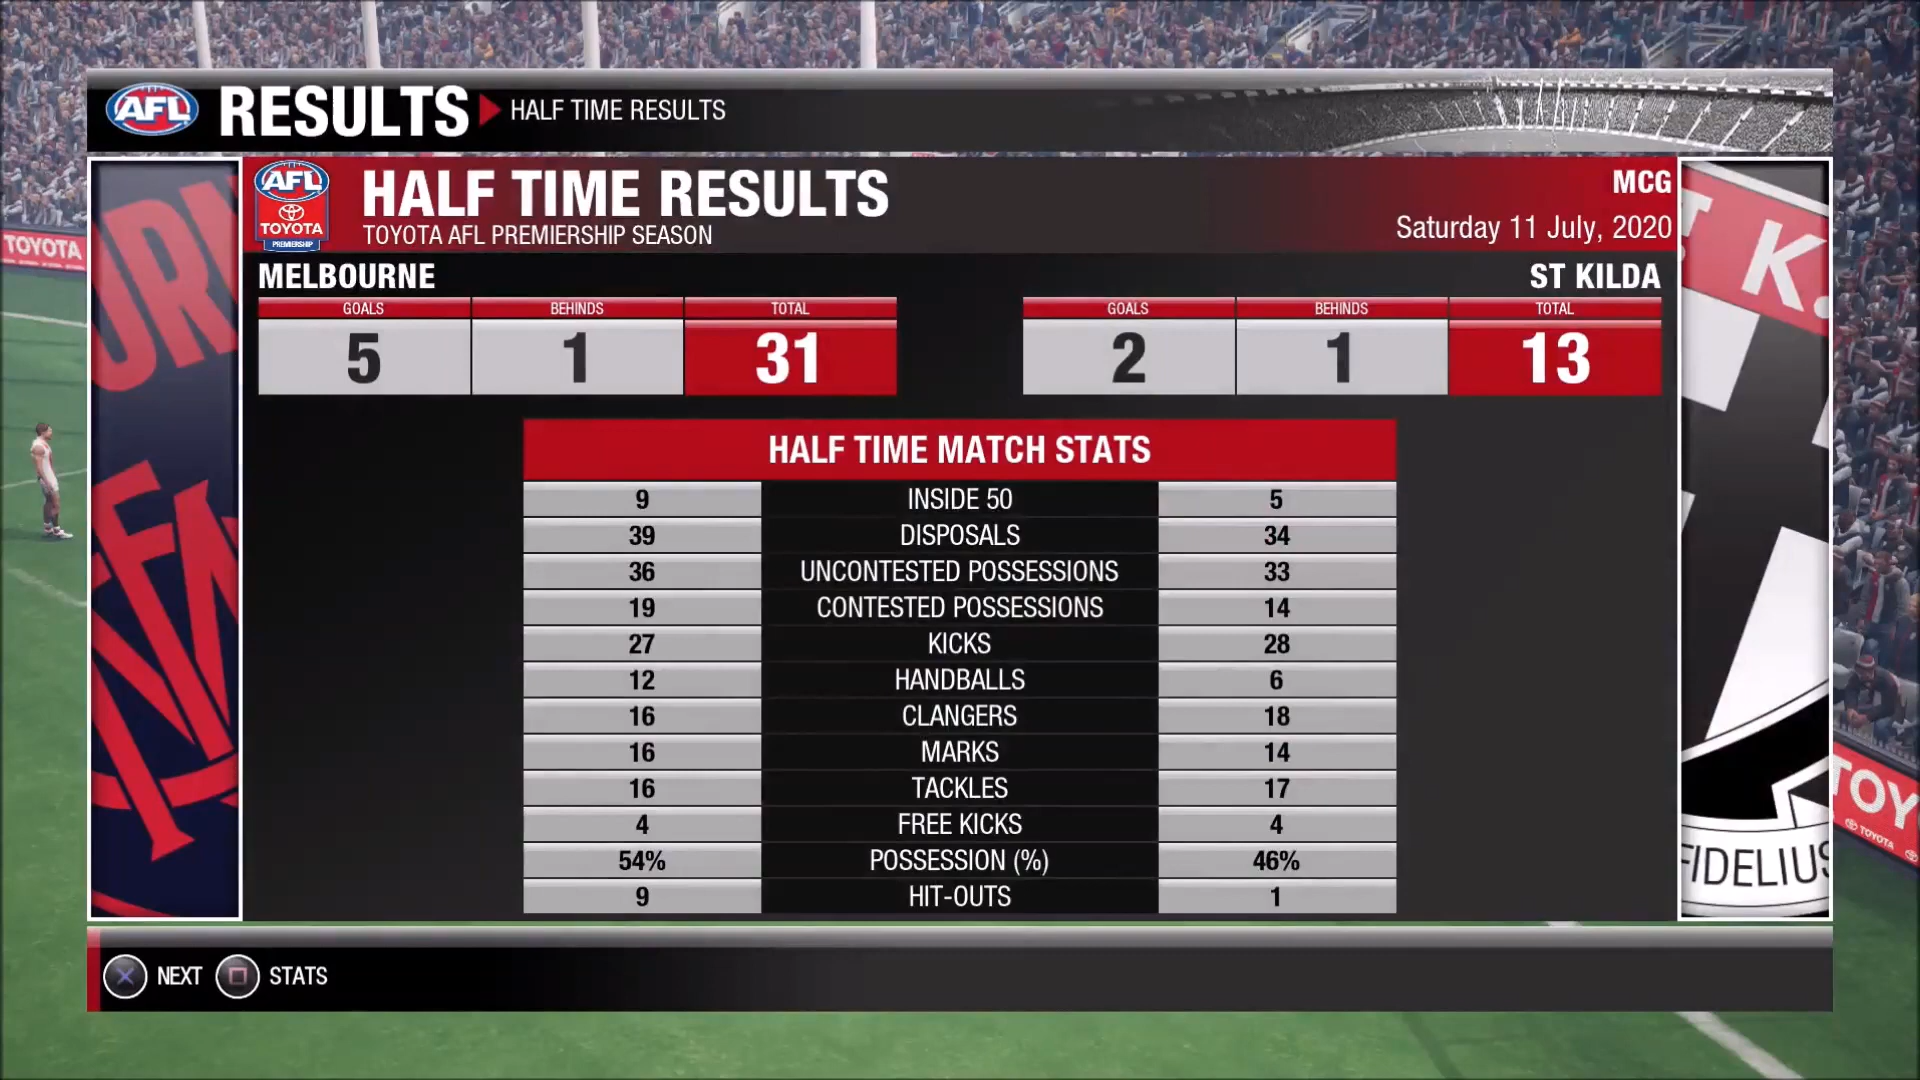 AFL RESULTS HALF TIME RESULTS
AFL
TOYOTA
PREMIERSHIP
HALF TIME RESULTS
TOYOTA AFL PREMIERSHIP SEASON
MCG
Saturday 11 July, 2020
TOYOTA
MELBOURNE
ST KILDA
GOALS BEHINDS TOTAL GOALS BEHINDS TOTAL
5 1 31 2 1 13
HALF TIME MATCH STATS
9 INSIDE 50 5
39 DISPOSALS 34
36 UNCONTESTED POSSESSIONS 33
19 CONTESTED POSSESSIONS 14
27 KICKS 28
12 HANDBALLS 6
16 CLANGERS 18
16 MARKS 14
16 TACKLES 17
4 FREE KICKS 4
54% POSSESSION (%) 46%
9 HIT-OUTS 1
TOY
TOYOTA
FIDELIUS
NEXT STATS